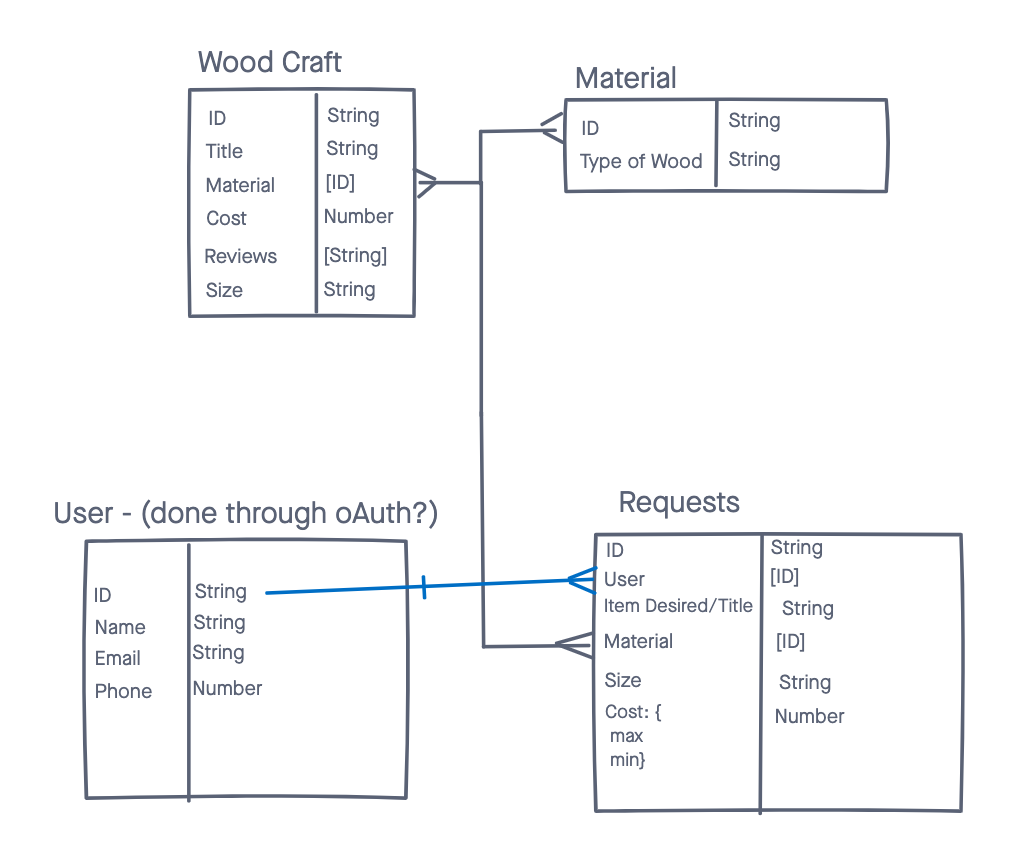 Wood Craft
ID String
Title String
Material [ID]
Cost Number
Reviews [String]
Size String
Material
ID String
Type of Wood String
User - (done through oAuth?)
ID String
Name String
Email String
Phone Number
Requests
ID String
User [ID]
Item Desired/Title String
Material [ID]
Size String
Cost: { Number
max
min}